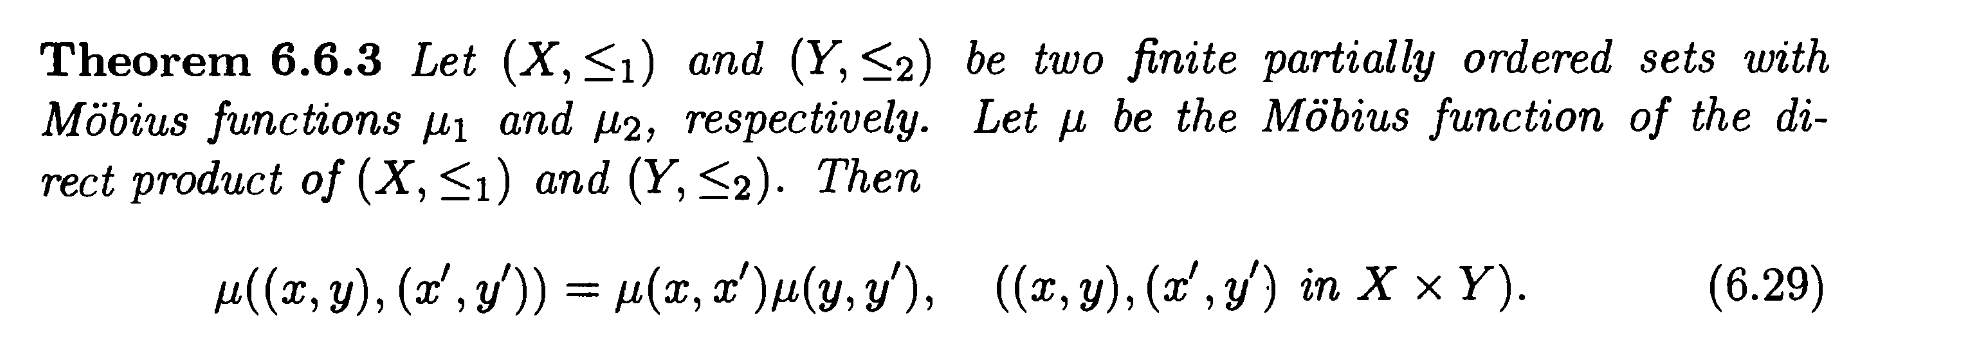 Theorem 6.6.3 Let (X, ≤₁) and (Y, ≤₂) be two finite partially ordered sets with
Möbius functions μ₁ and μ₂, respectively. Let μ be the Möbius function of the di-
rect product of (X, ≤₁) and (Y, ≤₂). Then
μ((x, y), (x′, y′)) = μ(x, x′)μ(y, y′), ((x, y), (x′, y′) in X × Y). (6.29)